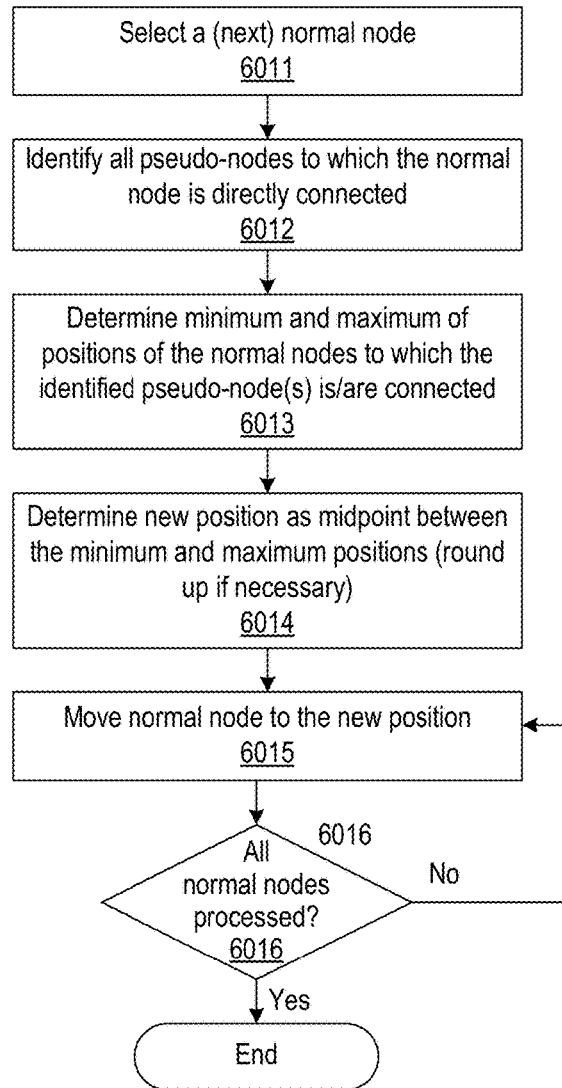 Select a (next) normal node
6011
Identify all pseudo-nodes to which the normal
node is directly connected
6012
Determine minimum and maximum of
positions of the normal nodes to which the
identified pseudo-node(s) is/are connected
6013
Determine new position as midpoint between
the minimum and maximum positions (round
up if necessary)
6014
Move normal node to the new position
6015
6016
All
normal nodes
processed?
6016
No
Yes
End